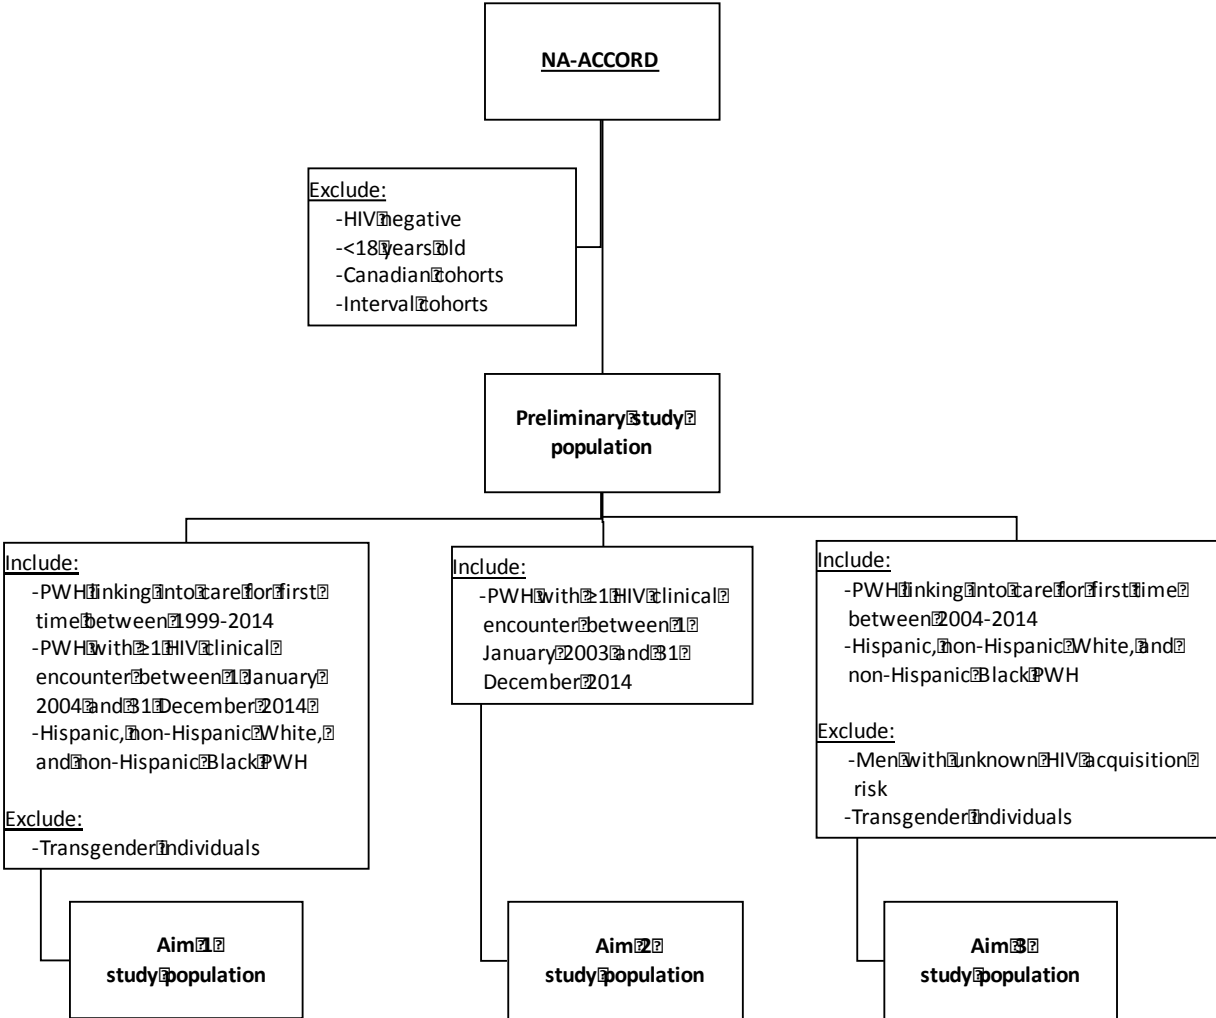 NA-ACCORD
Exclude:
-HIV negative
-<18 years old
-Canadian cohorts
-Interval cohorts
Preliminary study
population
Include:
-PWH linking into care for first
time between 1999-2014
-PWH with ≥1 HIV clinical
encounter between 1 January
2004 and 31 December 2014
-Hispanic, non-Hispanic White,
and non-Hispanic Black PWH
Exclude:
-Transgender individuals
Include:
-PWH with ≥1 HIV clinical
encounter between 1
January 2003 and 31
December 2014
Include:
-PWH linking into care for first time
between 2004-2014
-Hispanic, non-Hispanic White, and
non-Hispanic Black PWH
Exclude:
-Men with unknown HIV acquisition
risk
-Transgender individuals
Aim 1
study population
Aim 2
study population
Aim 3
study population